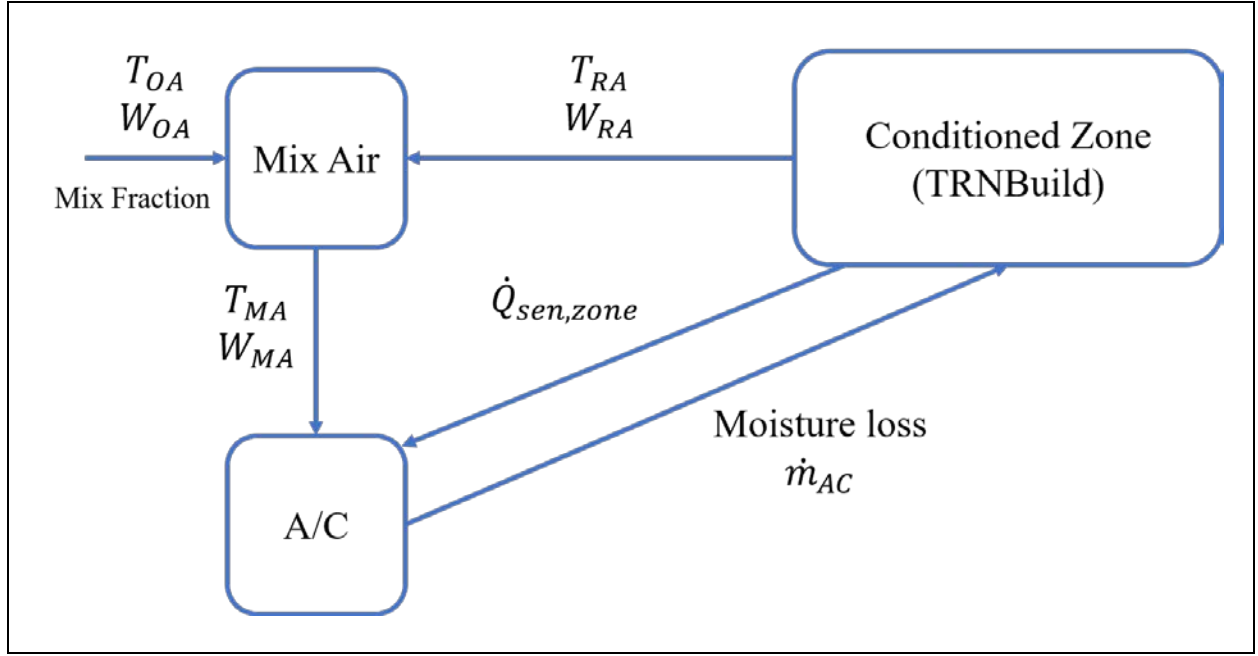 T_OA
W_OA
Mix Fraction
Mix Air
T_RA
W_RA
Conditioned Zone
(TRNBuild)
T_MA
W_MA
Q̇_sen,zone
Moisture loss
ṁ_AC
A/C